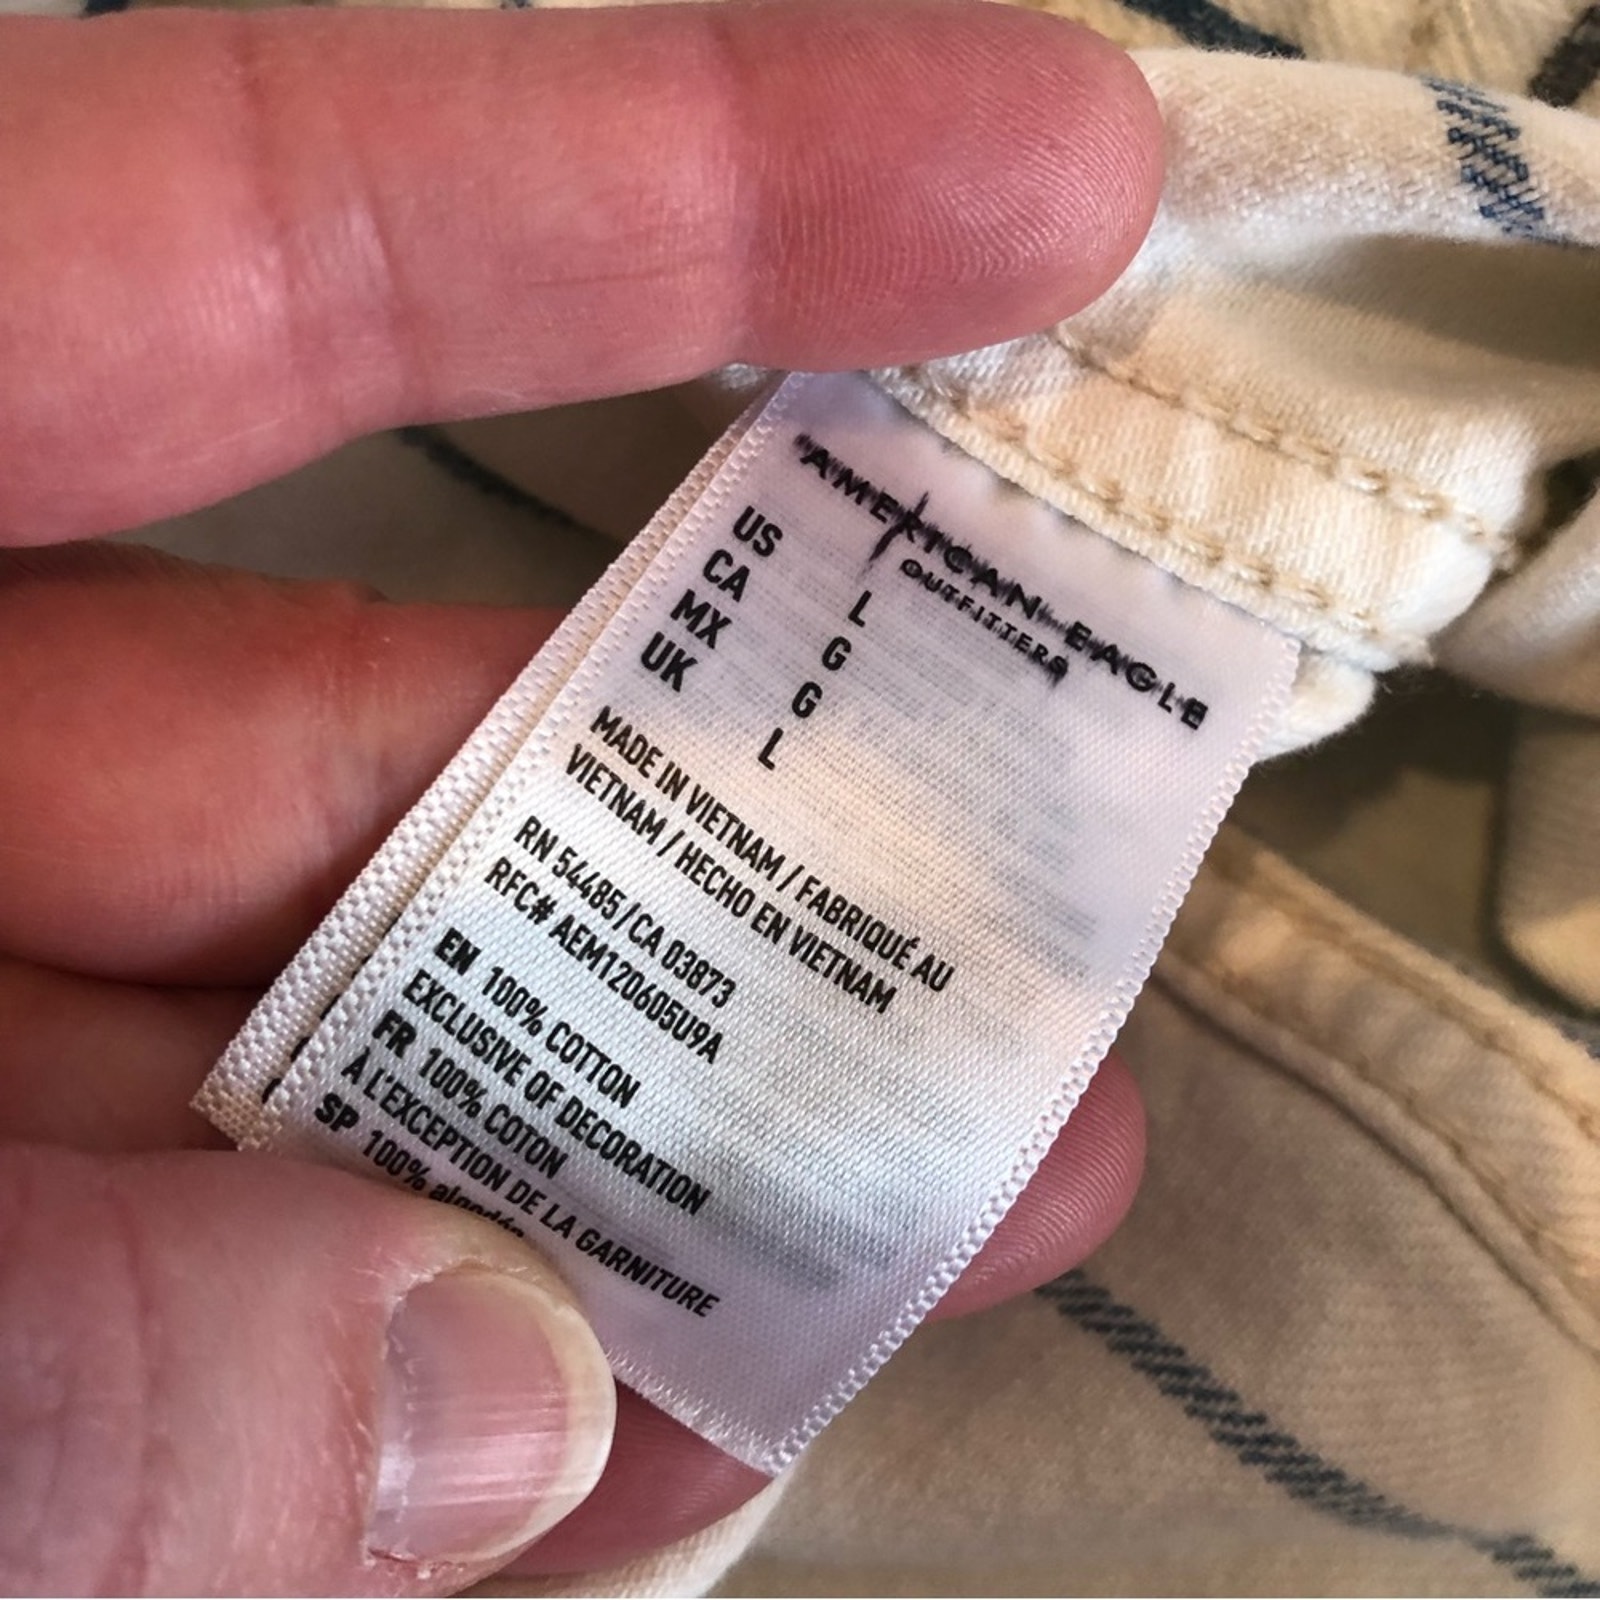 AMERICAN EAGLE
OUTFITTERS
US L
CA G
MX G
UK L
MADE IN VIETNAM / FABRIQUÉ AU
VIETNAM / HECHO EN VIETNAM
RN 54485 / CA 03873
RFC# AEM120605U9A
EN 100% COTTON
EXCLUSIVE OF DECORATION
FR 100% COTON
À L'EXCEPTION DE LA GARNITURE
SP 100% algodón